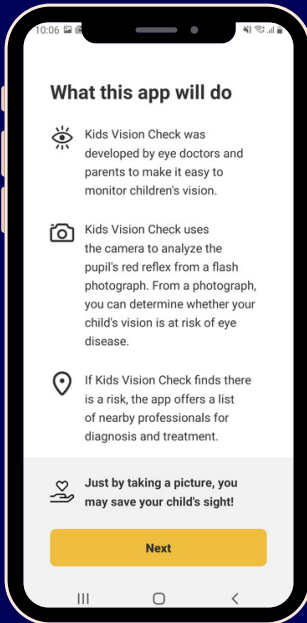 10:06
What this app will do
Kids Vision Check was
developed by eye doctors and
parents to make it easy to
monitor children's vision.
Kids Vision Check uses
the camera to analyze the
pupil's red reflex from a flash
photograph. From a photograph,
you can determine whether your
child's vision is at risk of eye
disease.
If Kids Vision Check finds there
is a risk, the app offers a list
of nearby professionals for
diagnosis and treatment.
Just by taking a picture, you
may save your child's sight!
Next